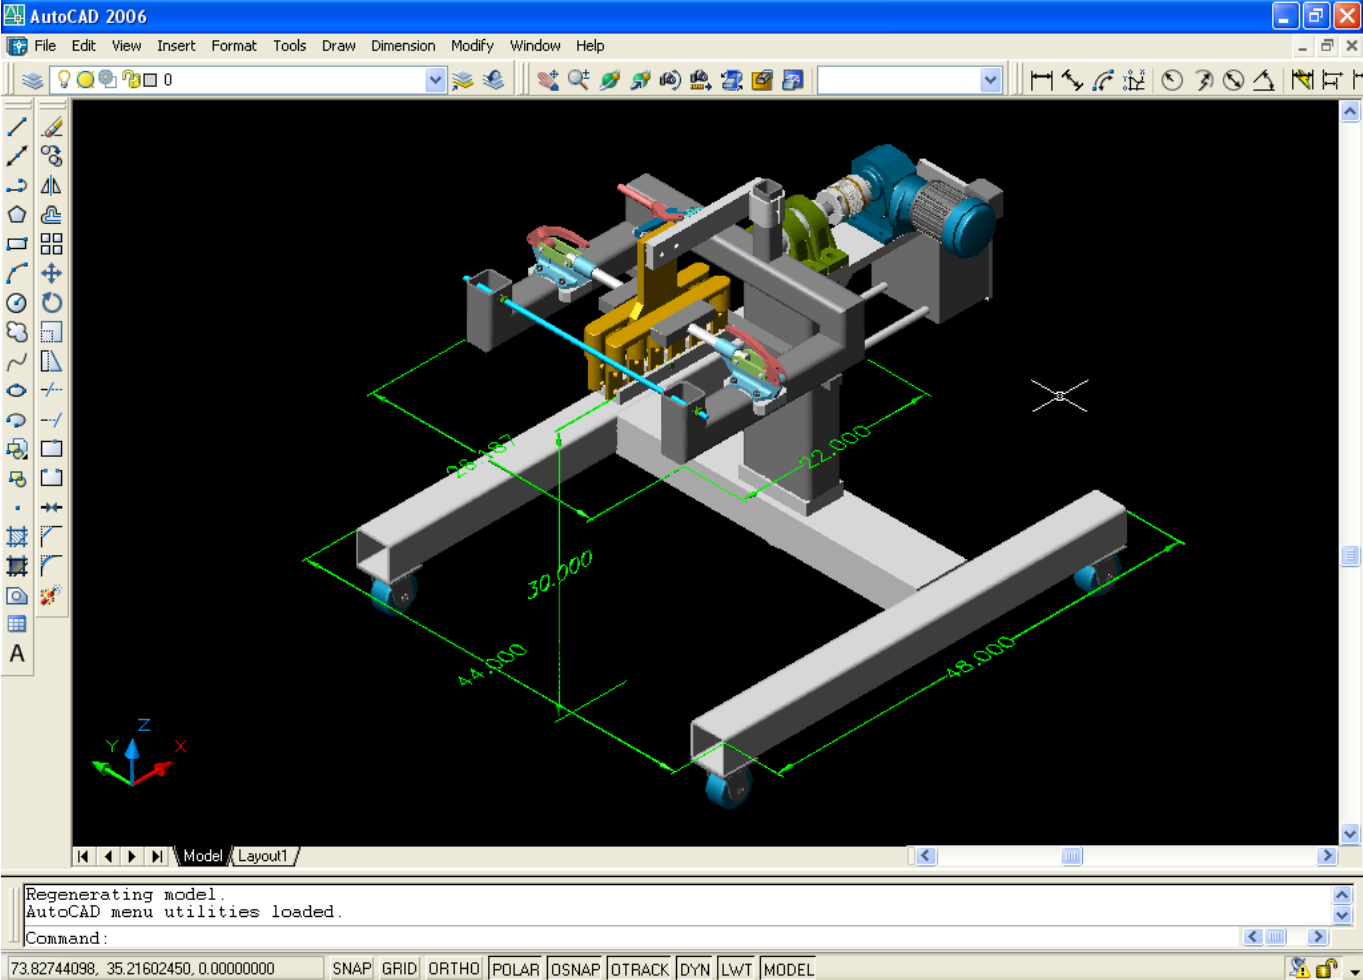 AutoCAD 2006
File Edit View Insert Format Tools Draw Dimension Modify Window Help
0
22.000
30.000
44.000
48.000
Z
Y X
A
Model Layout1
Regenerating model.
AutoCAD menu utilities loaded.
Command:
73.82744098, 35.21602450, 0.00000000 SNAP GRID ORTHO POLAR OSNAP OTRACK DYN LWT MODEL